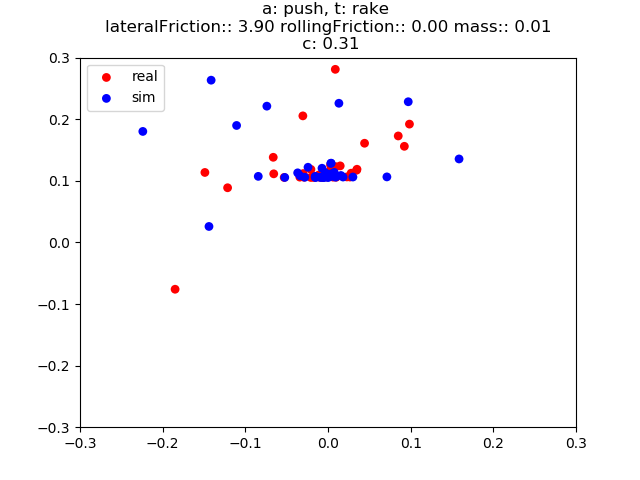 a: push, t: rake
lateralFriction:: 3.90 rollingFriction:: 0.00 mass:: 0.01
c: 0.31
real
sim
0.3
0.2
0.1
0.0
−0.1
−0.2
−0.3
−0.3 −0.2 −0.1 0.0 0.1 0.2 0.3